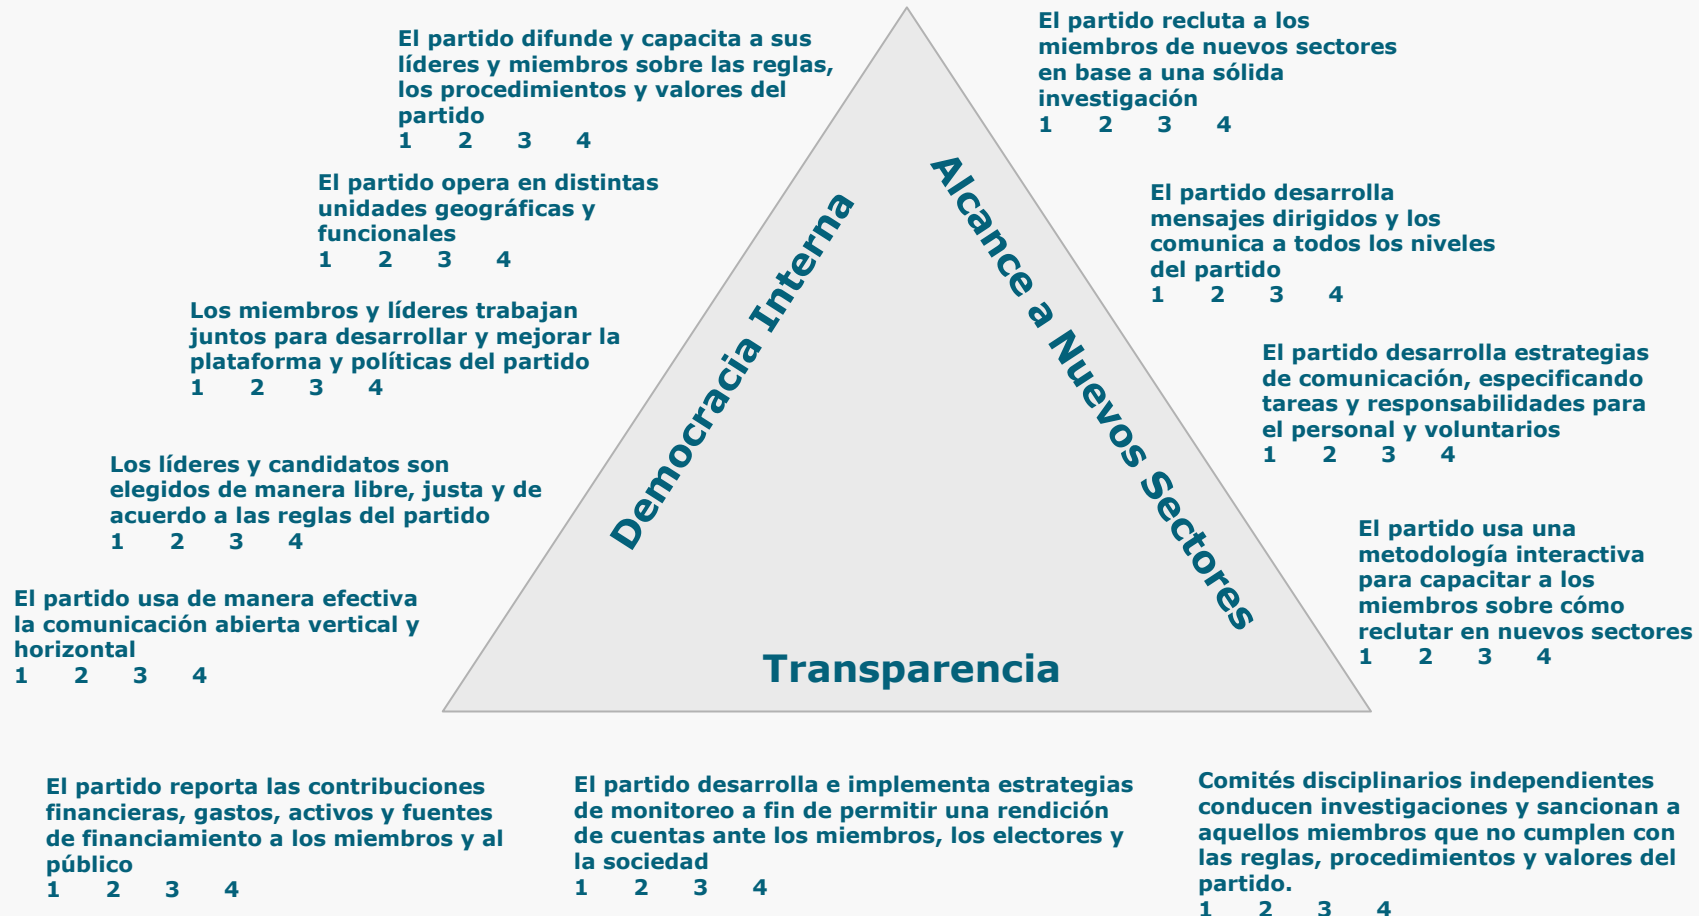 El partido difunde y capacita a sus
líderes y miembros sobre las reglas,
los procedimientos y valores del
partido
1 2 3 4
El partido opera en distintas
unidades geográficas y
funcionales
1 2 3 4
Los miembros y líderes trabajan
juntos para desarrollar y mejorar la
plataforma y políticas del partido
1 2 3 4
Los líderes y candidatos son
elegidos de manera libre, justa y de
acuerdo a las reglas del partido
1 2 3 4
El partido usa de manera efectiva
la comunicación abierta vertical y
horizontal
1 2 3 4
Democracia Interna
Alcance a Nuevos Sectores
Transparencia
El partido recluta a los
miembros de nuevos sectores
en base a una sólida
investigación
1 2 3 4
El partido desarrolla
mensajes dirigidos y los
comunica a todos los niveles
del partido
1 2 3 4
El partido desarrolla estrategias
de comunicación, especificando
tareas y responsabilidades para
el personal y voluntarios
1 2 3 4
El partido usa una
metodología interactiva
para capacitar a los
miembros sobre cómo
reclutar en nuevos sectores
1 2 3 4
El partido reporta las contribuciones
financieras, gastos, activos y fuentes
de financiamiento a los miembros y al
público
1 2 3 4
El partido desarrolla e implementa estrategias
de monitoreo a fin de permitir una rendición
de cuentas ante los miembros, los electores y
la sociedad
1 2 3 4
Comités disciplinarios independientes
conducen investigaciones y sancionan a
aquellos miembros que no cumplen con
las reglas, procedimientos y valores del
partido.
1 2 3 4